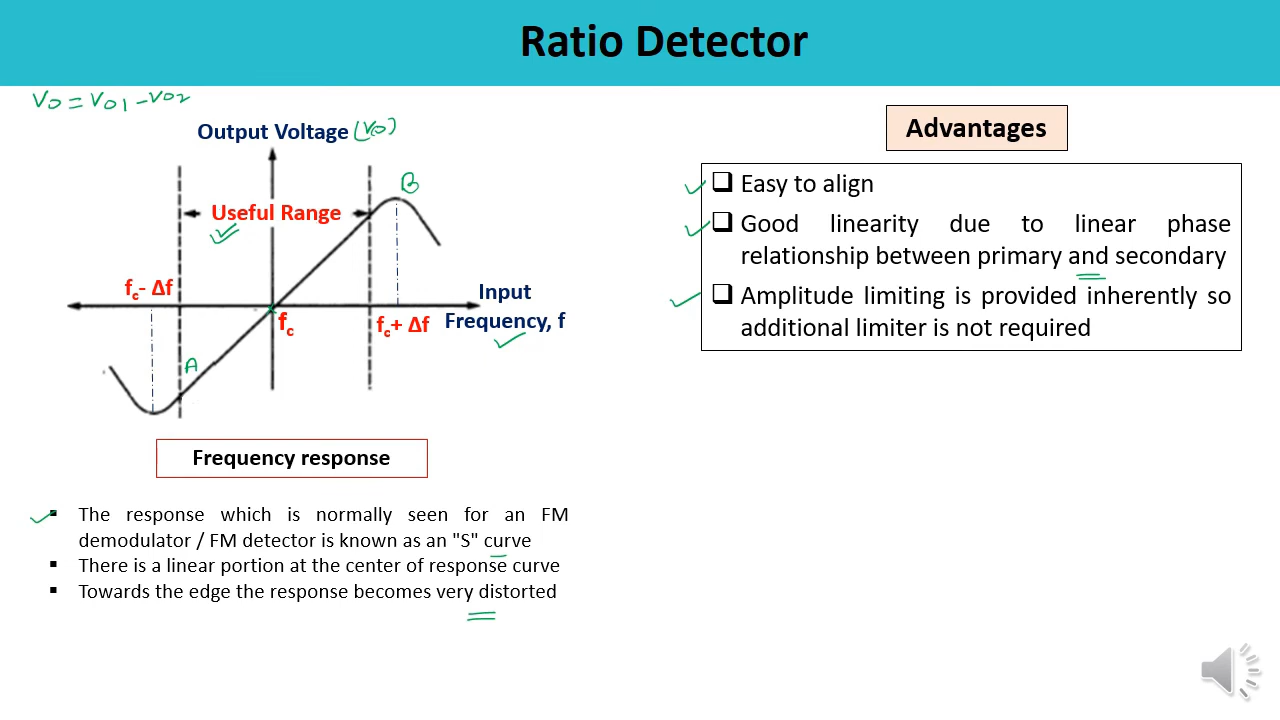 Ratio Detector
V0 = V01 - V02
Output Voltage (V0)
B
Useful Range
fc- Δf
Input
Frequency, f
fc
fc+ Δf
A
Frequency response
▪ The response which is normally seen for an FM
demodulator / FM detector is known as an "S" curve
▪ There is a linear portion at the center of response curve
▪ Towards the edge the response becomes very distorted
Advantages
❑ Easy to align
❑ Good linearity due to linear phase
relationship between primary and secondary
❑ Amplitude limiting is provided inherently so
additional limiter is not required